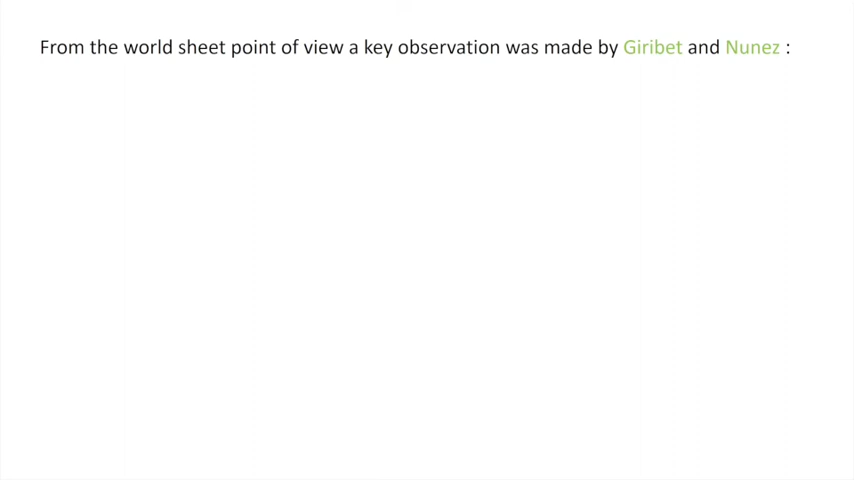 From the world sheet point of view a key observation was made by Giribet and Nunez :